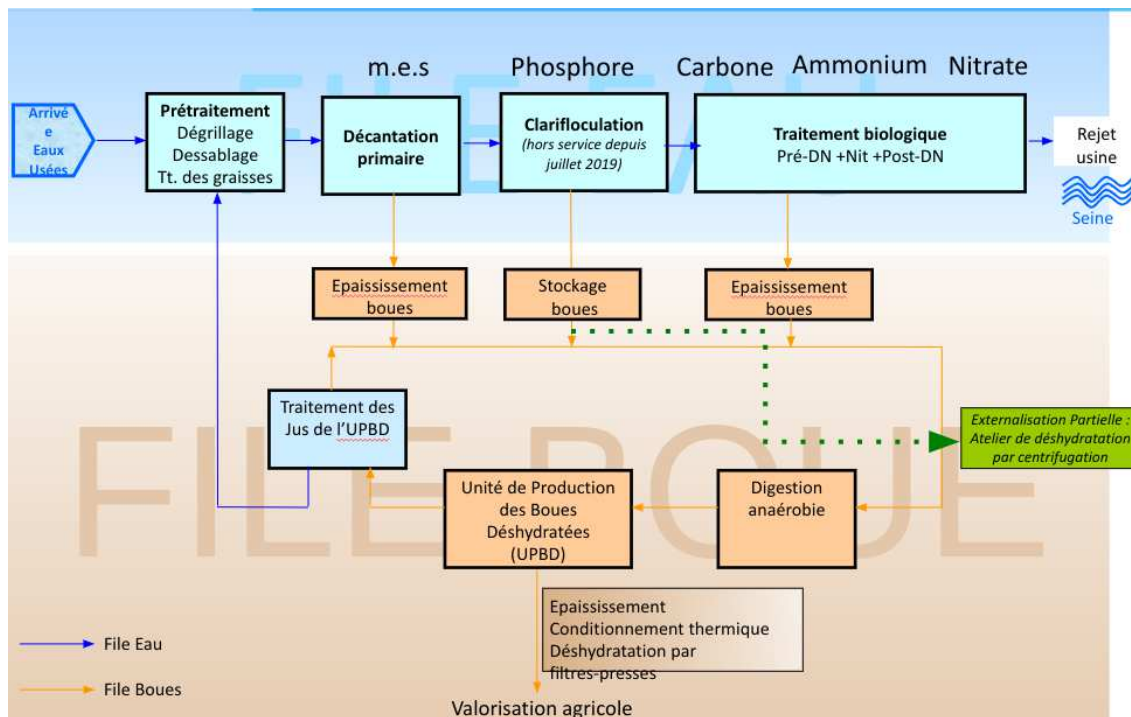 FILE EAU
m.e.s
Phosphore
Carbone
Ammonium
Nitrate
Arrivé
e
Eaux
Usées
Prétraitement
Dégrillage
Dessablage
Tt. des graisses
Décantation
primaire
Clarifloculation
(hors service depuis
juillet 2019)
Traitement biologique
Pré-DN +Nit +Post-DN
Rejet
usine
Seine
Epaississement
boues
Stockage
boues
Epaississement
boues
FILE BOUE
Traitement des
Jus de l’UPBD
Externalisation Partielle :
Atelier de déshydratation
par centrifugation
Unité de Production
des Boues
Déshydratées
(UPBD)
Digestion
anaérobie
Epaississement
Conditionnement thermique
Déshydratation par
filtres-presses
File Eau
File Boues
Valorisation agricole